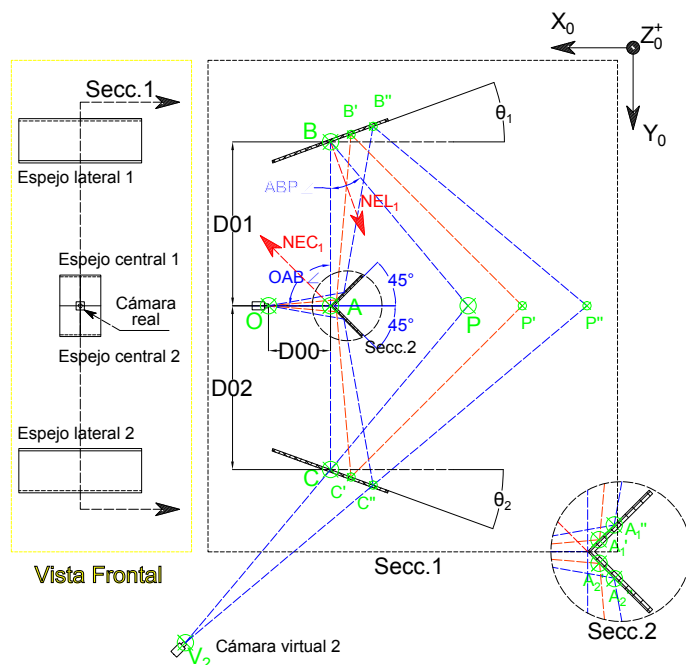 X0
Z0+
Y0
Secc.1
Espejo lateral 1
Espejo central 1
Cámara
real
Espejo central 2
Espejo lateral 2
Vista Frontal
B
B'
B"
θ1
ABP
NEL1
D01
NEC1
OAB
45°
45°
O
A
P
P'
P"
D00
Secc.2
D02
C
C'
C"
θ2
Secc.1
A1"
A1'
A2'
A2
Secc.2
V2
Cámara virtual 2